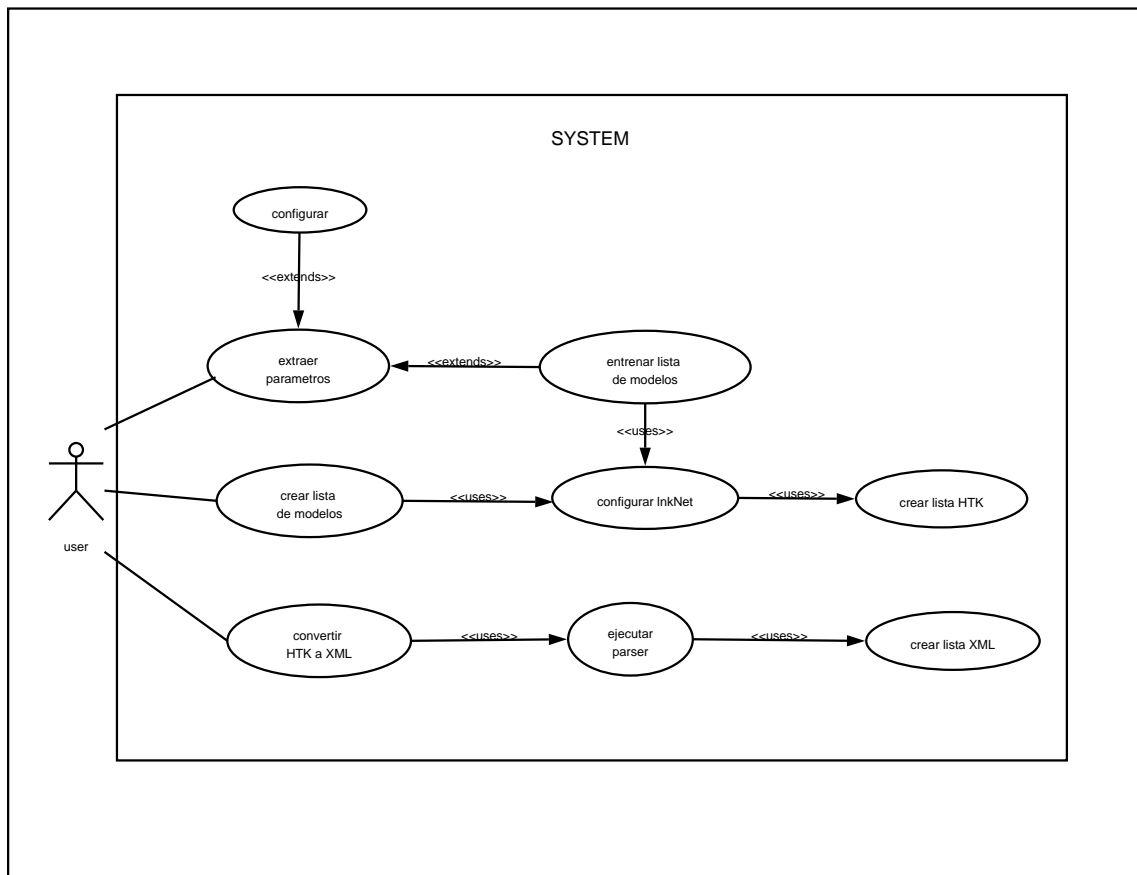 SYSTEM
configurar
<<extends>>
extraer
parametros
<<extends>>
entrenar lista
de modelos
<<uses>>
crear lista
de modelos
<<uses>>
configurar InkNet
<<uses>>
crear lista HTK
user
convertir
HTK a XML
<<uses>>
ejecutar
parser
<<uses>>
crear lista XML